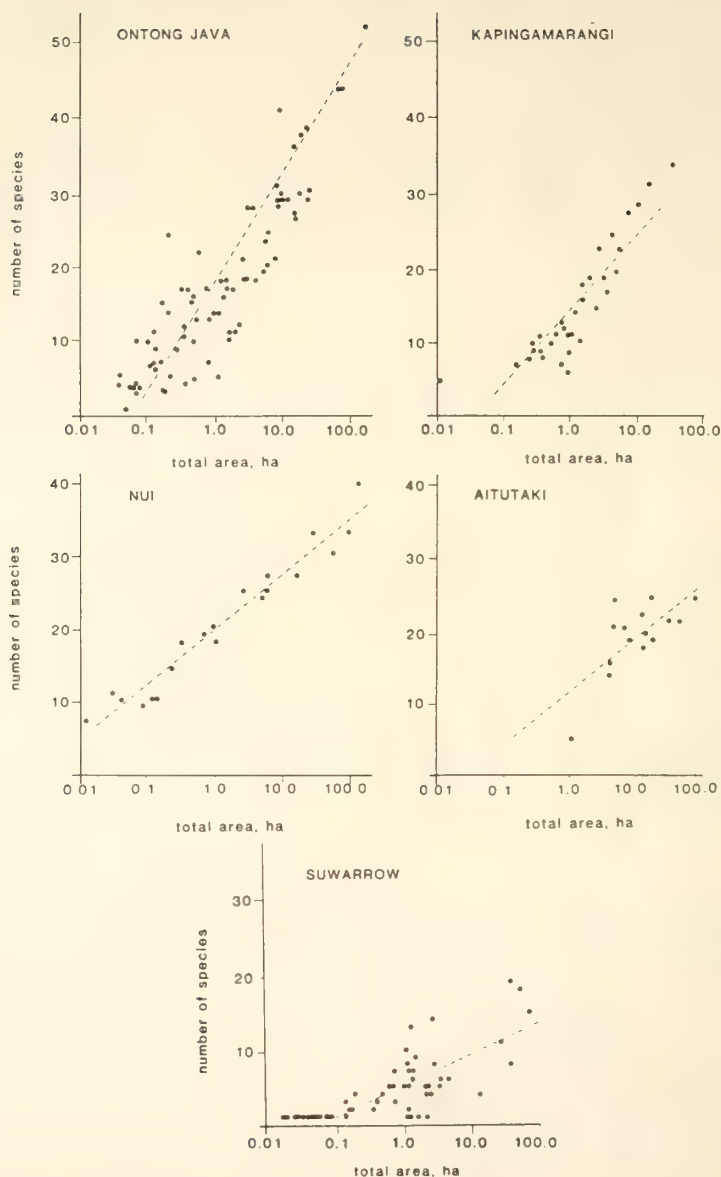 ONTONG JAVA
50
40
30
20
10
number of species
0.01 0.1 1.0 10.0 100.0
total area, ha
KAPINGAMARANGI
50
40
30
20
10
0.01 0.1 1.0 10.0 100.0
total area, ha
NUI
40
30
20
10
number of species
0 01 0 1 1 0 10.0 100.0
total area, ha
AITUTAKI
40
30
20
10
0 01 0 1 1.0 10.0 100.0
total area, ha
SUWARROW
30
20
10
number of species
0.01 0.1 1.0 10.0 100.0
total area, ha